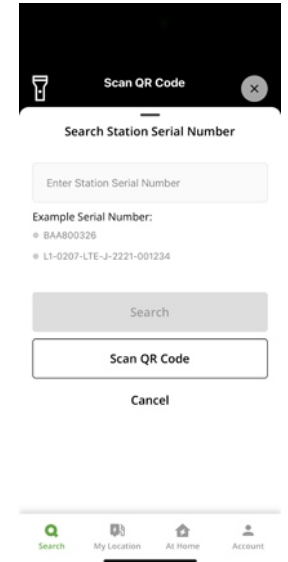 Scan QR Code
Search Station Serial Number
Enter Station Serial Number
Example Serial Number:
BAA800326
L1-0207-LTE-J-2221-001234
Search
Scan QR Code
Cancel
Search My Location At Home Account